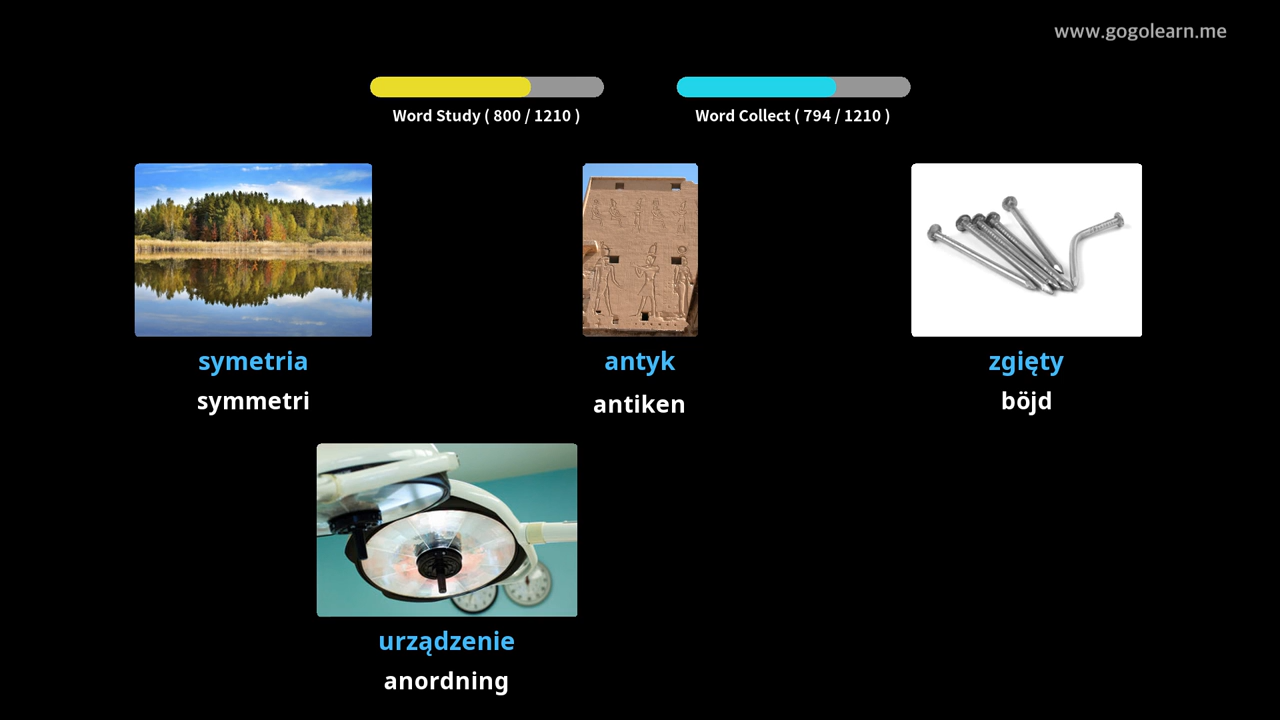 www.gogolearn.me
Word Study ( 800 / 1210 )
Word Collect ( 794 / 1210 )
symetria
symmetri
antyk
antiken
zgięty
böjd
urządzenie
anordning